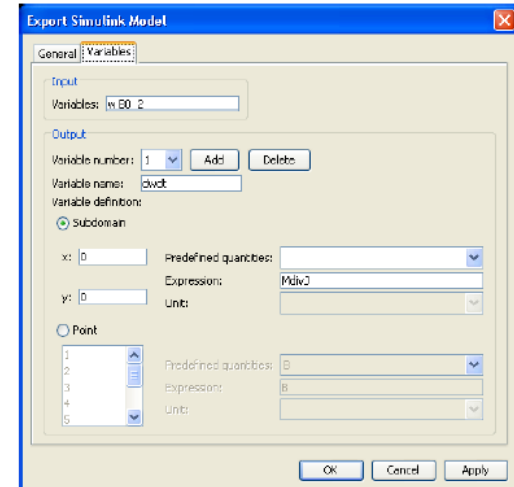 Export Simulink Model
General Variables
Input
Variables: w B0_2
Output
Variable number: 1 Add Delete
Variable name: dwdt
Variable definition:
Subdomain
x: 0 Predefined quantities:
Expression: MdivJ
y: 0 Unit:
Point
1
2 Predefined quantities: B
3 Expression: B
4
5 Unit:
OK Cancel Apply